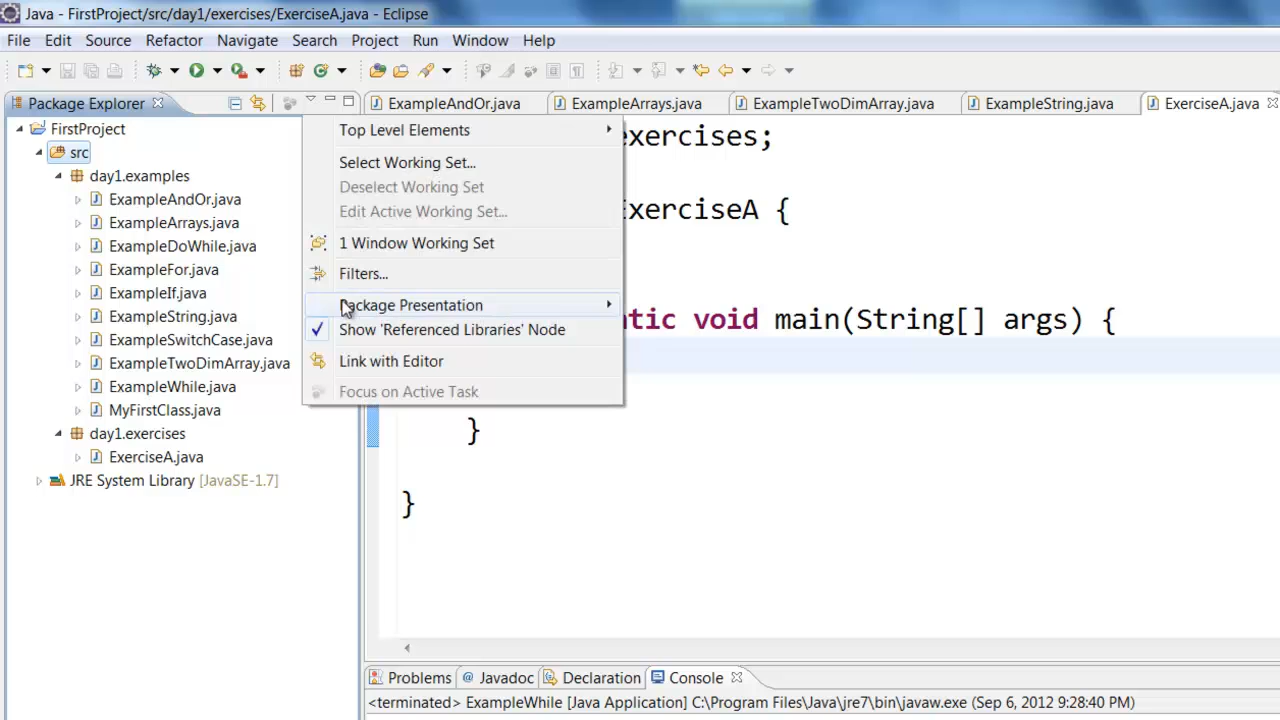 Java - FirstProject/src/day1/exercises/ExerciseA.java - Eclipse
File Edit Source Refactor Navigate Search Project Run Window Help
Package Explorer
ExampleAndOr.java ExampleArrays.java ExampleTwoDimArray.java ExampleString.java ExerciseA.java
FirstProject
src
day1.examples
ExampleAndOr.java
ExampleArrays.java
ExampleDoWhile.java
ExampleFor.java
ExampleIf.java
ExampleString.java
ExampleSwitchCase.java
ExampleTwoDimArray.java
ExampleWhile.java
MyFirstClass.java
day1.exercises
ExerciseA.java
JRE System Library [JavaSE-1.7]
Top Level Elements
Select Working Set...
Deselect Working Set
Edit Active Working Set...
1 Window Working Set
Filters...
Package Presentation
Show 'Referenced Libraries' Node
Link with Editor
Focus on Active Task
exercises;
ExerciseA {
tic void main(String[] args) {
}
}
Problems @ Javadoc Declaration Console
<terminated> ExampleWhile [Java Application] C:\Program Files\Java\jre7\bin\javaw.exe (Sep 6, 2012 9:28:40 PM)